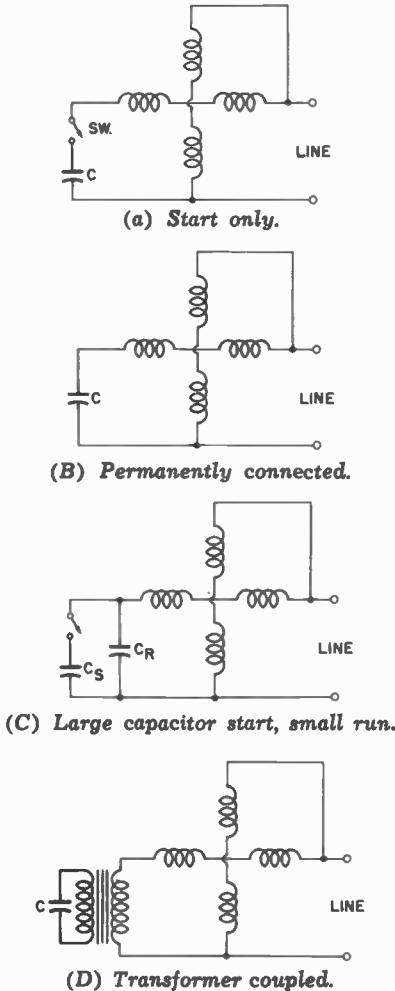 SW.
C
LINE
(a) Start only.
C
LINE
(B) Permanently connected.
CS
CR
LINE
(C) Large capacitor start, small run.
C
LINE
(D) Transformer coupled.